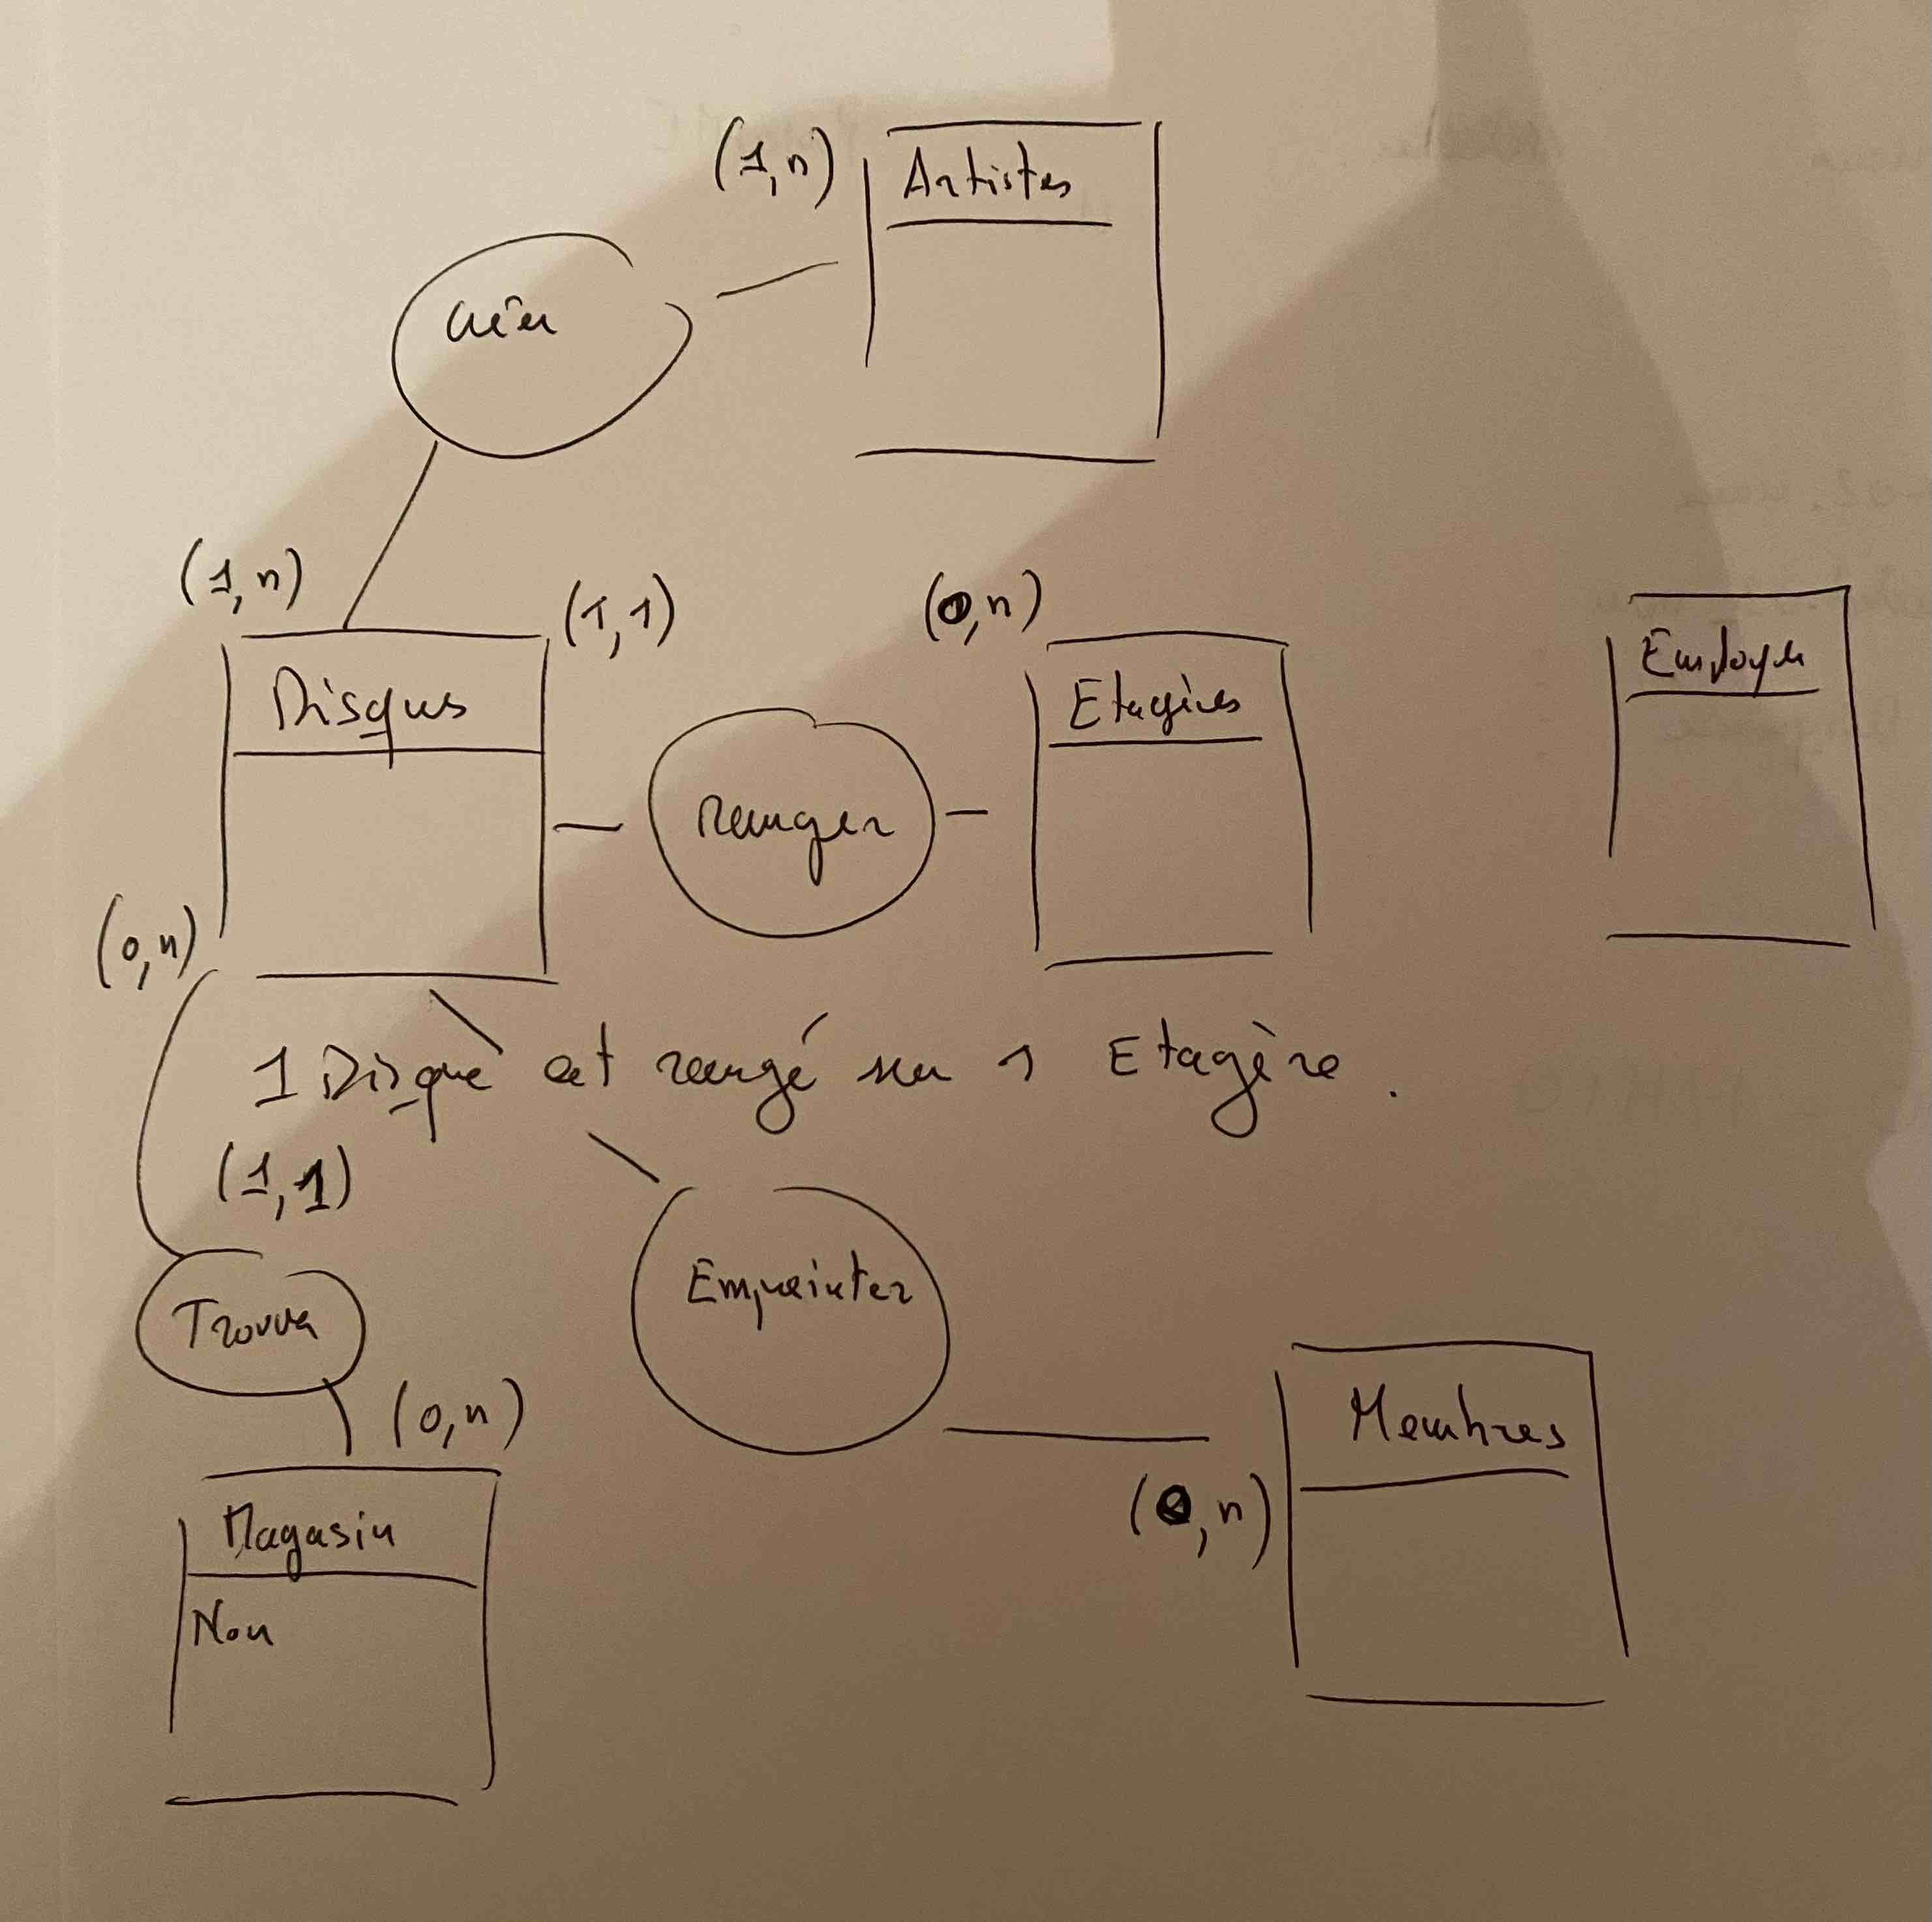 (1,n)
Artistes
Créer
(1,n)
(1,1)
(0,n)
Disques
Etagères
Employés
Ranger
(0,n)
1 Disque est rangé sur 1 Etagère.
(1,1)
Empreinter
Trouver
(0,n)
Membres
(0,n)
Magasin
Nom